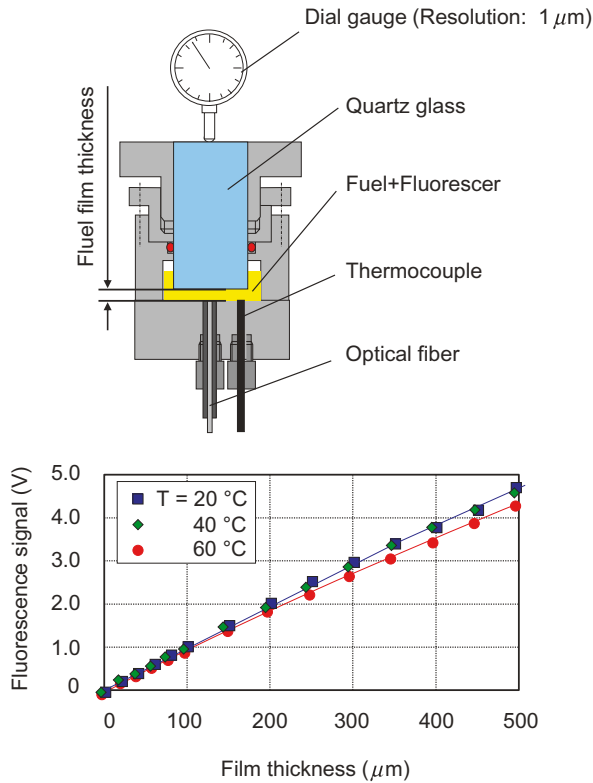 Dial gauge (Resolution: 1 μm)
Quartz glass
Fluel film thickness
Fuel+Fluorescer
Thermocouple
Optical fiber
Fluorescence signal (V)
5.0
4.0
3.0
2.0
1.0
0
T = 20 °C
40 °C
60 °C
0 100 200 300 400 500
Film thickness (μm)